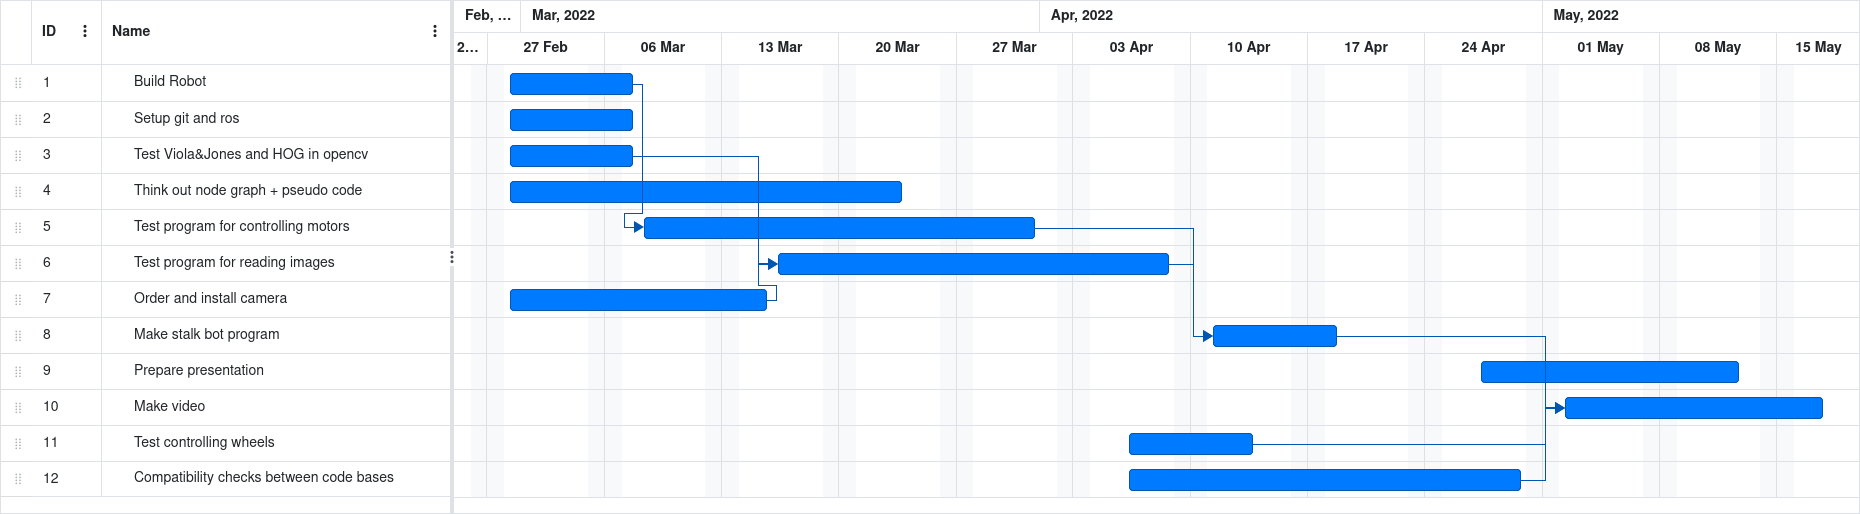 ID Name Feb, ... Mar, 2022 Apr, 2022 May, 2022
2... 27 Feb 06 Mar 13 Mar 20 Mar 27 Mar 03 Apr 10 Apr 17 Apr 24 Apr 01 May 08 May 15 May
1 Build Robot
2 Setup git and ros
3 Test Viola&Jones and HOG in opencv
4 Think out node graph + pseudo code
5 Test program for controlling motors
6 Test program for reading images
7 Order and install camera
8 Make stalk bot program
9 Prepare presentation
10 Make video
11 Test controlling wheels
12 Compatibility checks between code bases